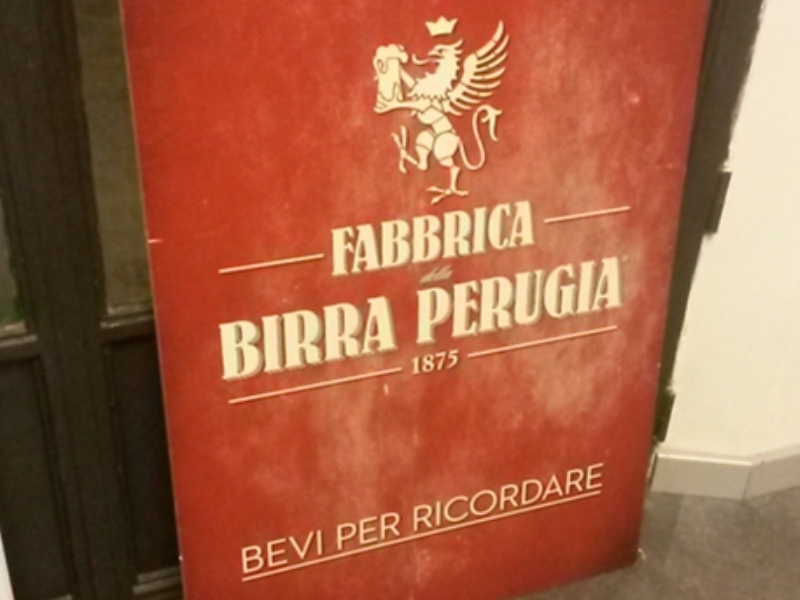 FABBRICA
della
BIRRA PERUGIA
1875
BEVI PER RICORDARE